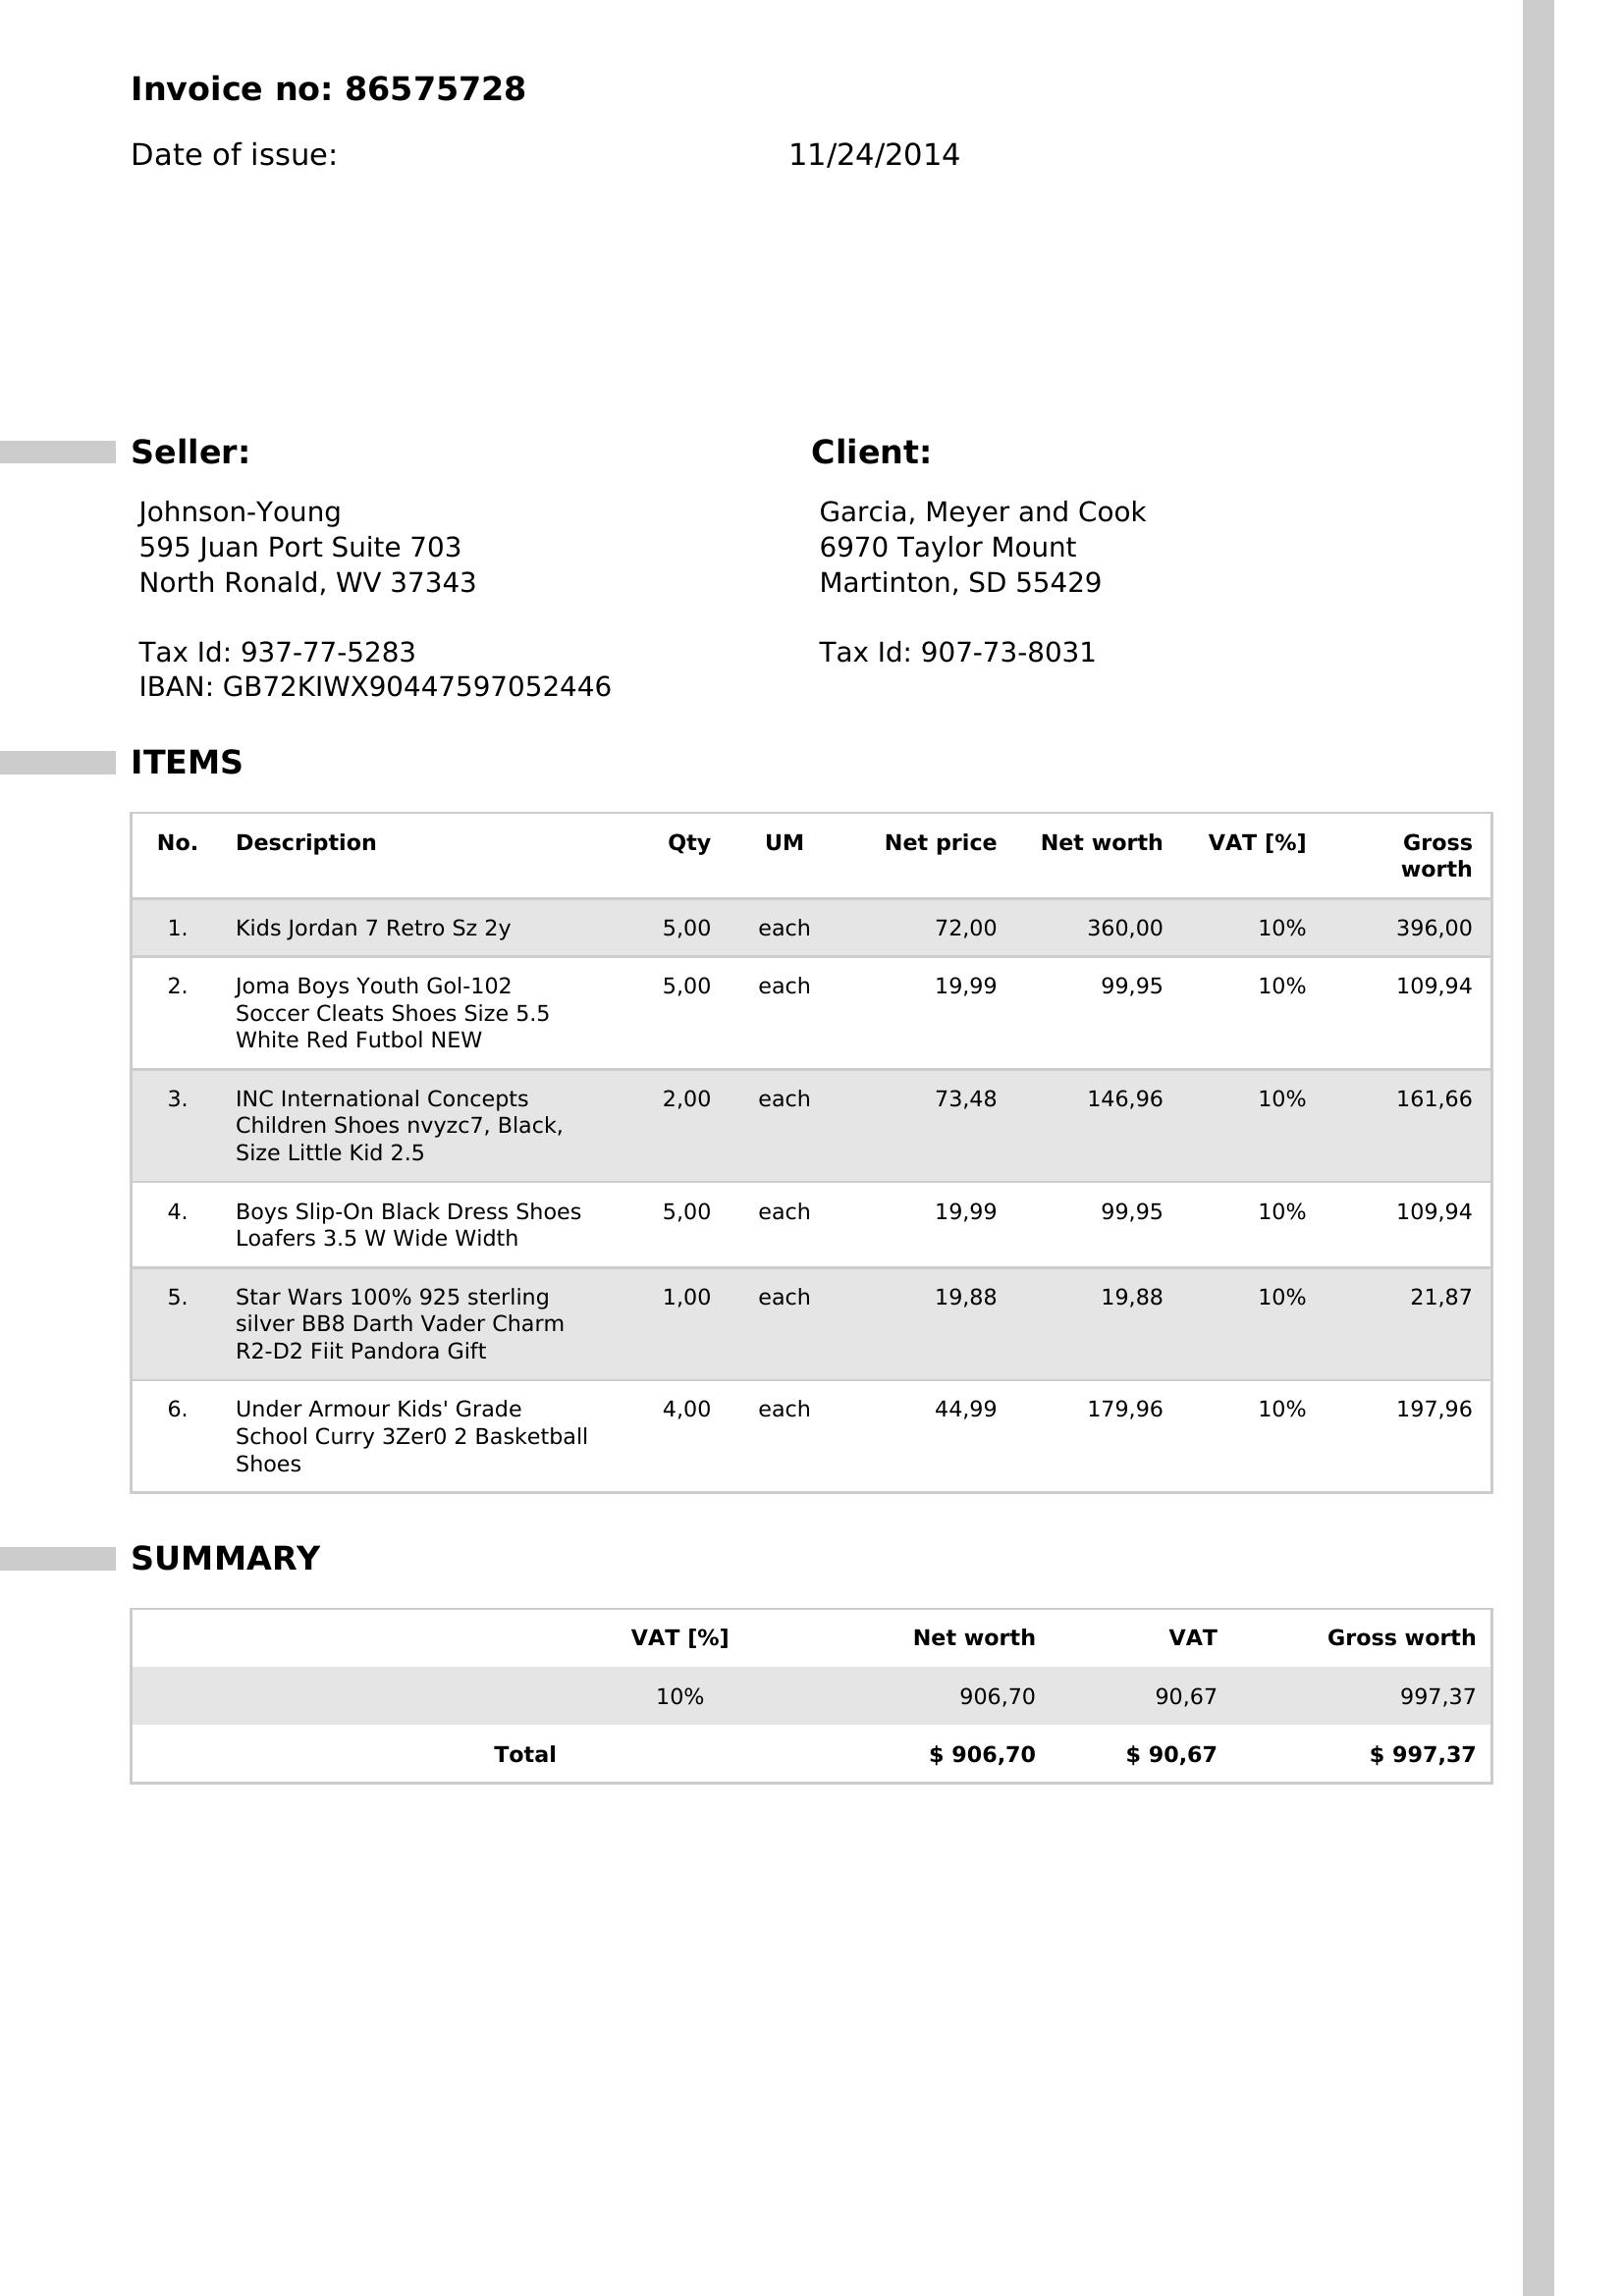 Invoice no: 86575728
Date of issue: 11/24/2014
Seller:
Johnson-Young
595 Juan Port Suite 703
North Ronald, WV 37343
Tax Id: 937-77-5283
IBAN: GB72KIWX90447597052446
Client:
Garcia, Meyer and Cook
6970 Taylor Mount
Martinton, SD 55429
Tax Id: 907-73-8031
ITEMS
No. Description Qty UM Net price Net worth VAT [%] Gross
worth
1. Kids Jordan 7 Retro Sz 2y 5,00 each 72,00 360,00 10% 396,00
2. Joma Boys Youth Gol-102 5,00 each 19,99 99,95 10% 109,94
Soccer Cleats Shoes Size 5.5
White Red Futbol NEW
3. INC International Concepts 2,00 each 73,48 146,96 10% 161,66
Children Shoes nvyzc7, Black,
Size Little Kid 2.5
4. Boys Slip-On Black Dress Shoes 5,00 each 19,99 99,95 10% 109,94
Loafers 3.5 W Wide Width
5. Star Wars 100% 925 sterling 1,00 each 19,88 19,88 10% 21,87
silver BB8 Darth Vader Charm
R2-D2 Fiit Pandora Gift
6. Under Armour Kids' Grade 4,00 each 44,99 179,96 10% 197,96
School Curry 3Zer0 2 Basketball
Shoes
SUMMARY
VAT [%] Net worth VAT Gross worth
10% 906,70 90,67 997,37
Total $ 906,70 $ 90,67 $ 997,37